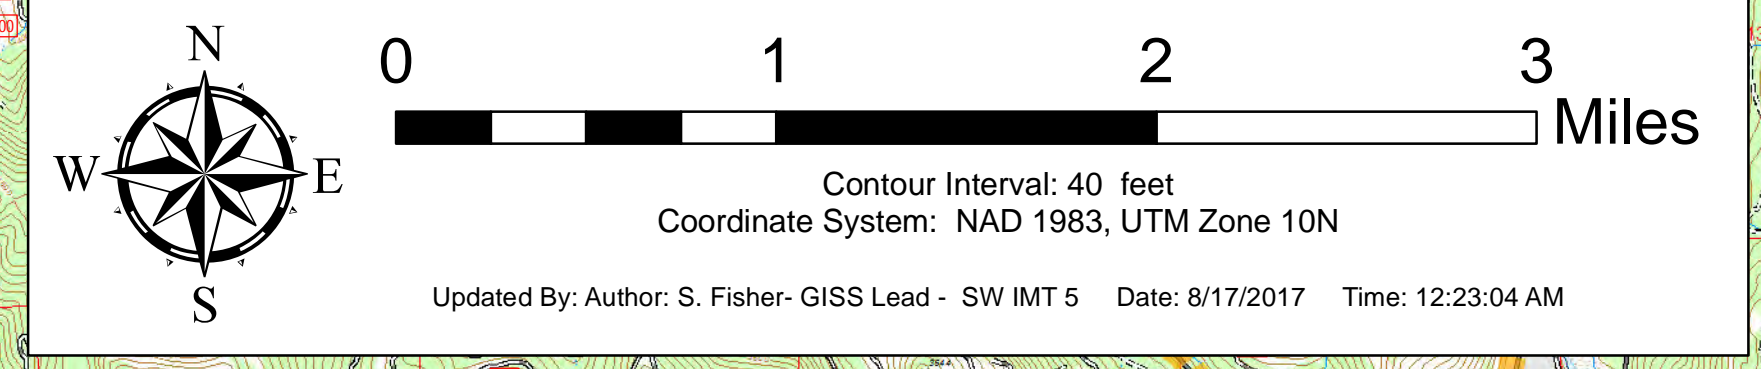 N
W
E
S
0 1 2 3
Miles
Contour Interval: 40 feet
Coordinate System: NAD 1983, UTM Zone 10N
Updated By: Author: S. Fisher- GISS Lead - SW IMT 5 Date: 8/17/2017 Time: 12:23:04 AM